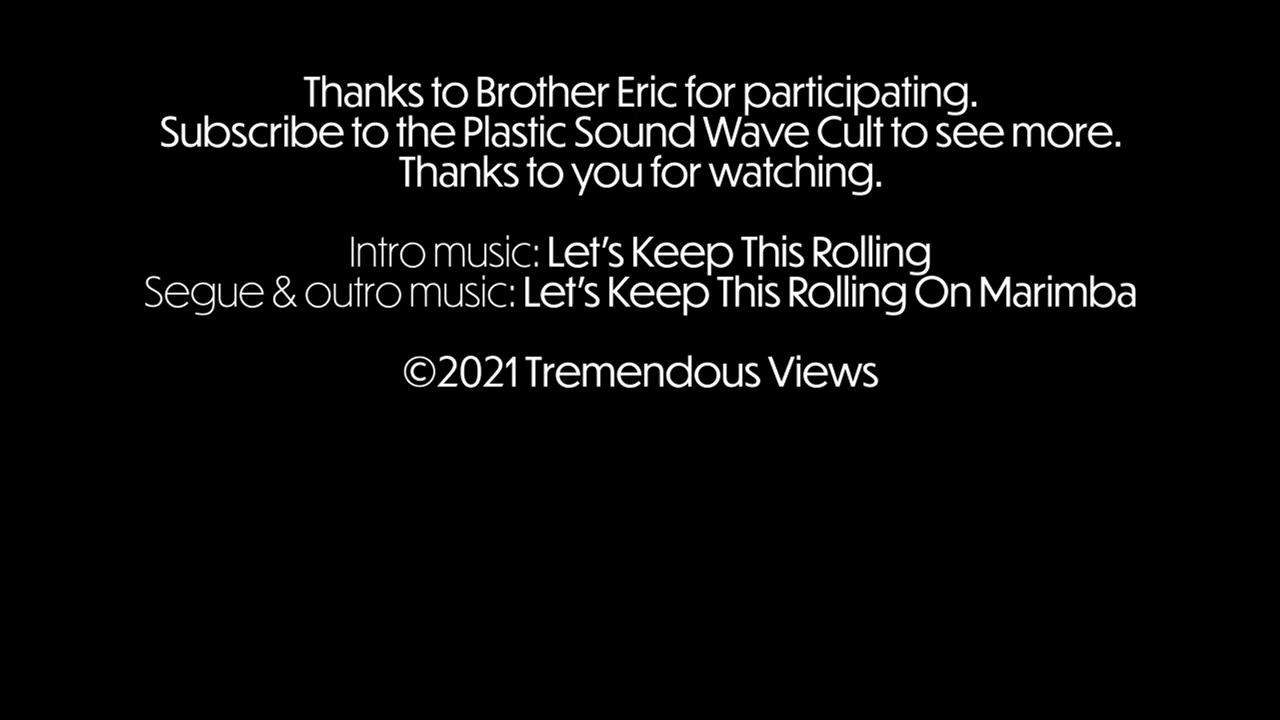 Thanks to Brother Eric for participating.
Subscribe to the Plastic Sound Wave Cult to see more.
Thanks to you for watching.
Intro music: Let’s Keep This Rolling
Segue & outro music: Let’s Keep This Rolling On Marimba
©2021 Tremendous Views